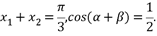 x₁ + x₂ = π/3, cos(α + β) = 1/2.